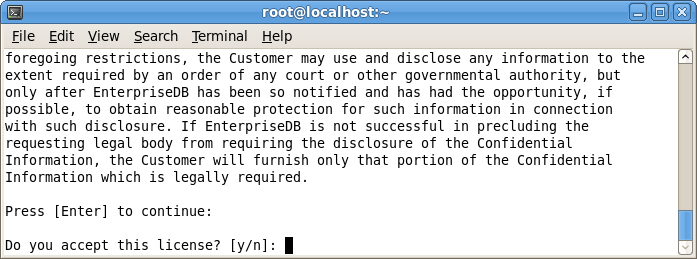 root@localhost:~
File Edit View Search Terminal Help
foregoing restrictions, the Customer may use and disclose any information to the
extent required by an order of any court or other governmental authority, but
only after EnterpriseDB has been so notified and has had the opportunity, if
possible, to obtain reasonable protection for such information in connection
with such disclosure. If EnterpriseDB is not successful in precluding the
requesting legal body from requiring the disclosure of the Confidential
Information, the Customer will furnish only that portion of the Confidential
Information which is legally required.
Press [Enter] to continue:
Do you accept this license? [y/n]: